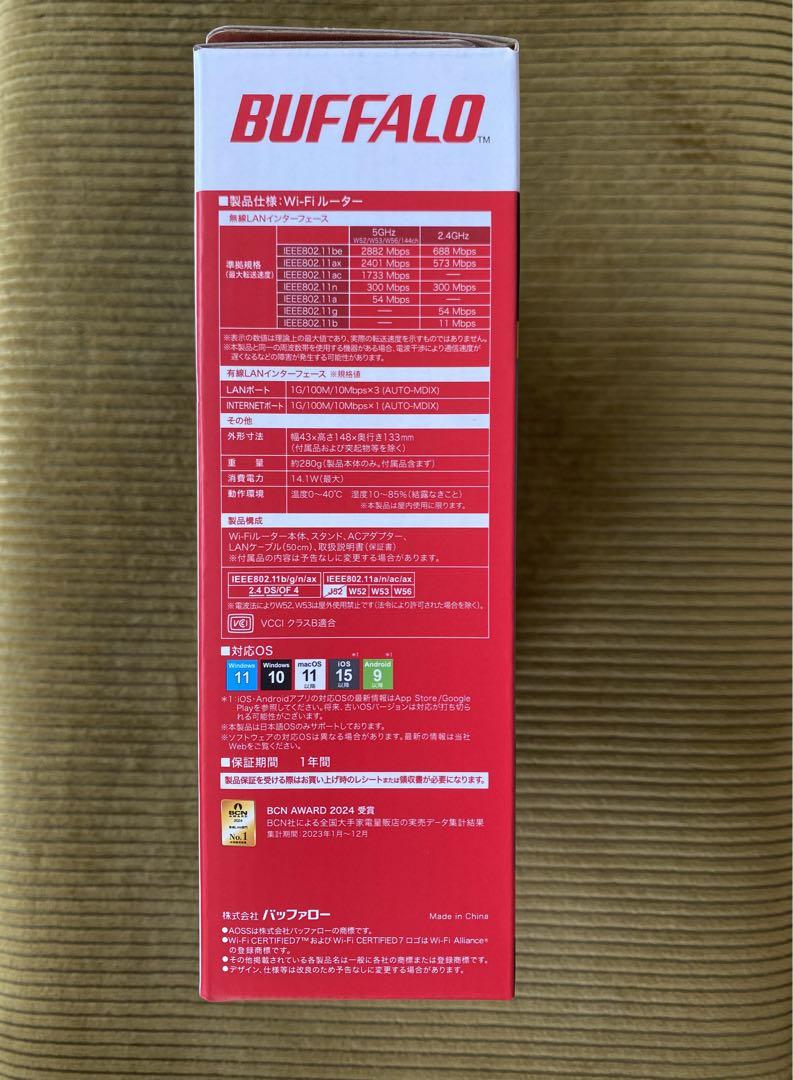 BUFFALO™
■製品仕様：Wi-Fiルーター
無線LANインターフェース
準拠規格
（最大転送速度）
5GHz
W52/W53/W56/144ch
2.4GHz
IEEE802.11be 2882 Mbps 688 Mbps
IEEE802.11ax 2401 Mbps 573 Mbps
IEEE802.11ac 1733 Mbps —
IEEE802.11n 300 Mbps 300 Mbps
IEEE802.11a 54 Mbps —
IEEE802.11g — 54 Mbps
IEEE802.11b — 11 Mbps
※表示の数値は理論上の最大値であり、実際の転送速度を示すものではありません。
※本製品と同一の周波数帯を使用する機器がある場合、電波干渉により通信速度が
遅くなるなどの障害が発生する可能性があります。
有線LANインターフェース ※規格値
LANポート 1G/100M/10Mbps×3 (AUTO-MDIX)
INTERNETポート 1G/100M/10Mbps×1 (AUTO-MDIX)
その他
外形寸法 幅43×高さ148×奥行き133mm
（付属品および突起物等を除く）
重量 約280g（製品本体のみ。付属品含まず）
消費電力 14.1W（最大）
動作環境 温度0～40℃ 湿度10～85%（結露なきこと）
※本製品は屋内使用に限ります。
製品構成
Wi-Fiルーター本体、スタンド、ACアダプター、
LANケーブル（50cm）、取扱説明書（保証書）
※付属品の内容は予告なしに変更する場合があります。
IEEE802.11b/g/n/ax IEEE802.11a/n/ac/ax
2.4 DS/OF 4 J52 W52 W53 W56
※電波法によりW52、W53は屋外使用禁止です（法令により許可された場合を除く）。
VCCI クラスB適合
■対応OS
*1 *1
Windows 11 Windows 10 macOS 11 以降 iOS 15 以降 Android 9 以降
*1：iOS・Androidアプリの対応OSの最新情報はApp Store/Google
Playを参照してください。将来、古いOSバージョンは対応が打ち切ら
れる可能性がございます。
※本製品は日本語OSのみサポートしております。
※ソフトウェアの対応OSは異なる場合があります。最新の情報は当社
Webをご覧ください。
■保証期間 1年間
製品保証を受ける際はお買い上げ時のレシートまたは領収書が必要になります。
BCN
AWARD
2024
No.1
BCN AWARD 2024 受賞
BCN社による全国大手家電量販店の実売データ集計結果
集計期間：2023年1月～12月
株式会社 バッファロー Made in China
●AOSSは株式会社バッファローの商標です。
●Wi-Fi CERTIFIED7™ およびWi-Fi CERTIFIED 7 ロゴは Wi-Fi Alliance®
の登録商標です。
●その他掲載されている各製品名は一般に各社の商標または登録商標です。
●デザイン、仕様等は改良のため予告なしに変更する場合があります。